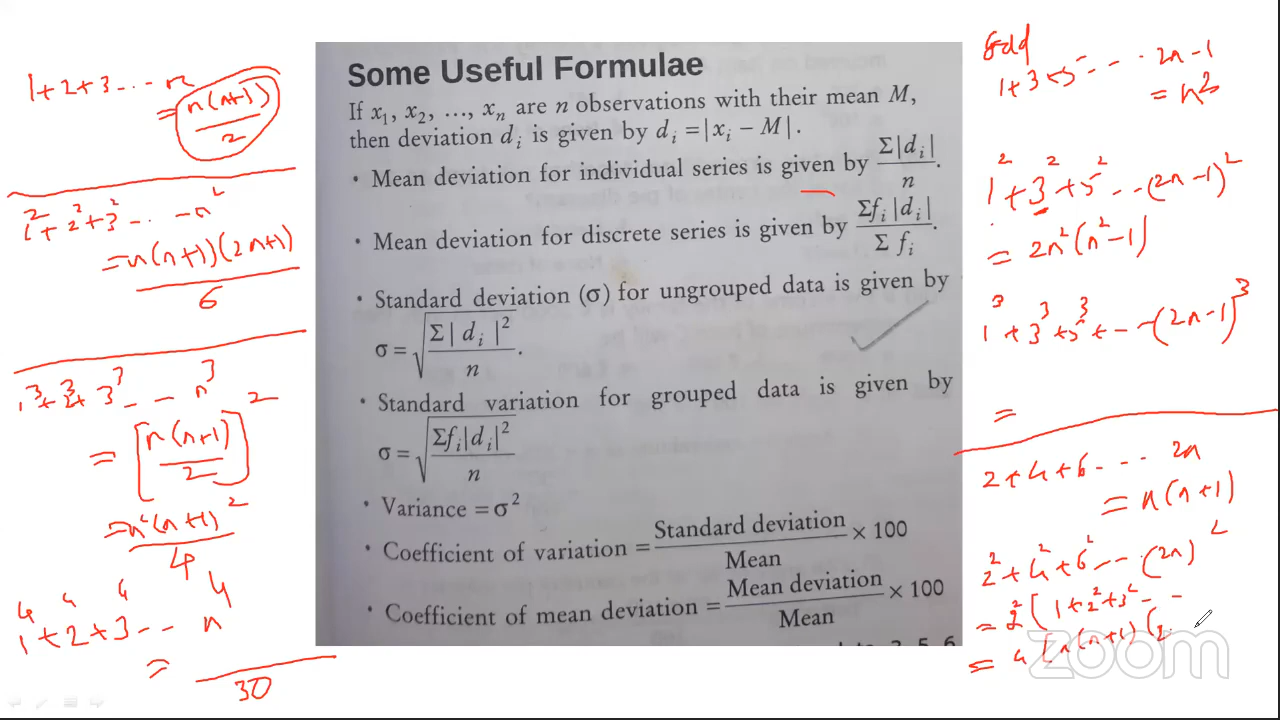 1+2+3 ... n
= n(n+1)/2
1²+2²+3² ... - n²
= n(n+1)(2n+1)/6
1³+2³+3³ - - n³
= [n(n+1)/2]²
= n²(n+1)²/4
1⁴+2⁴+3⁴ - - n⁴
= /30
Some Useful Formulae
If x₁, x₂, ..., xₙ are n observations with their mean M,
then deviation dᵢ is given by dᵢ = |xᵢ − M|.
• Mean deviation for individual series is given by Σ|dᵢ|/n.
• Mean deviation for discrete series is given by Σfᵢ|dᵢ|/Σfᵢ.
• Standard deviation (σ) for ungrouped data is given by
σ = √(Σ|dᵢ|²/n).
• Standard variation for grouped data is given by
σ = √(Σfᵢ|dᵢ|²/n)
• Variance = σ²
• Coefficient of variation = Standard deviation/Mean × 100
• Coefficient of mean deviation = Mean deviation/Mean × 100
1+3+5 - - . . 2n-1
= n²
1²+3²+5² - - (2n-1)²
= 2n²(n²-1)
1³+3³+5³+ - - (2n-1)³
=
2+4+6 . . . 2n
= n(n+1)
2²+4²+6² - - . (2n)²
= 2²(1+2²+3² - -
= 4(n(n+1)(2
zoom